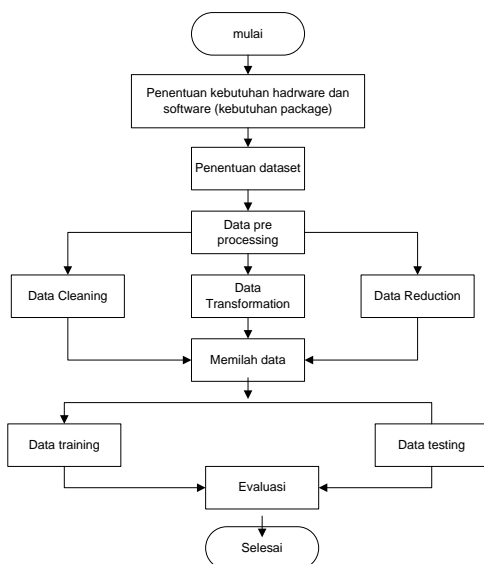 mulai
Penentuan kebutuhan hadrware dan
software (kebutuhan package)
Penentuan dataset
Data pre
processing
Data Cleaning
Data
Transformation
Data Reduction
Memilah data
Data training
Data testing
Evaluasi
Selesai